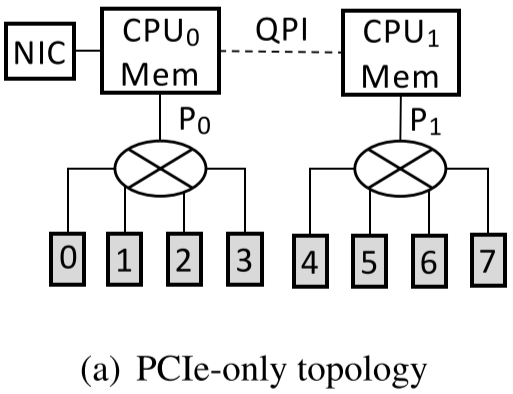 NIC
CPU0
Mem
QPI
CPU1
Mem
P0
P1
0 1 2 3 4 5 6 7
(a) PCIe-only topology